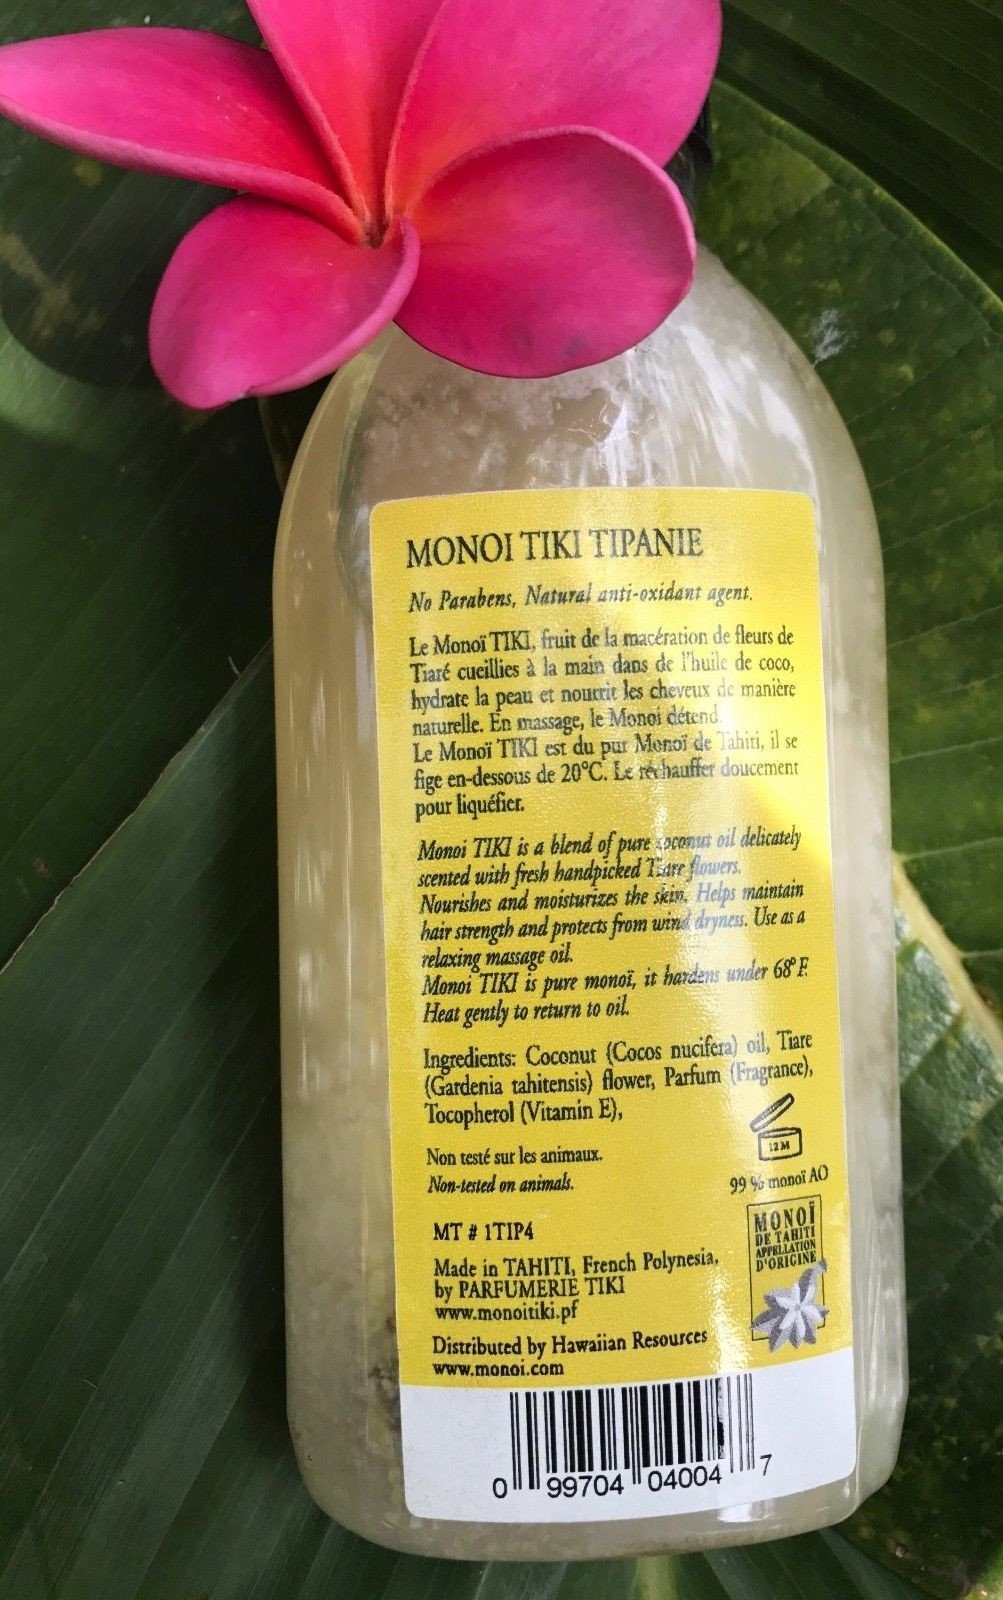 MONOI TIKI TIPANIE
No Parabens, Natural anti-oxidant agent.
Le Monoï TIKI, fruit de la macération de fleurs de
Tiaré cueillies à la main dans de l'huile de coco,
hydrate la peau et nourrit les cheveux de manière
naturelle. En massage, le Monoï détend.
Le Monoï TIKI est du pur Monoï de Tahiti, il se
fige en-dessous de 20°C. Le réchauffer doucement
pour liquéfier.
Monoi TIKI is a blend of pure coconut oil delicately
scented with fresh handpicked Tiare flowers.
Nourishes and moisturizes the skin. Helps maintain
hair strength and protects from wind dryness. Use as a
relaxing massage oil.
Monoi TIKI is pure monoï, it hardens under 68°F.
Heat gently to return to oil.
Ingredients: Coconut (Cocos nucifera) oil, Tiare
(Gardenia tahitensis) flower, Parfum (Fragrance),
Tocopherol (Vitamin E),
12M
Non testé sur les animaux.
Non-tested on animals.
99 % monoï AO
MONOÏ
DE TAHITI
APPELLATION
D'ORIGINE
MT # 1TIP4
Made in TAHITI, French Polynesia,
by PARFUMERIE TIKI
www.monoitiki.pf
Distributed by Hawaiian Resources
www.monoi.com
0 99704 04004 7